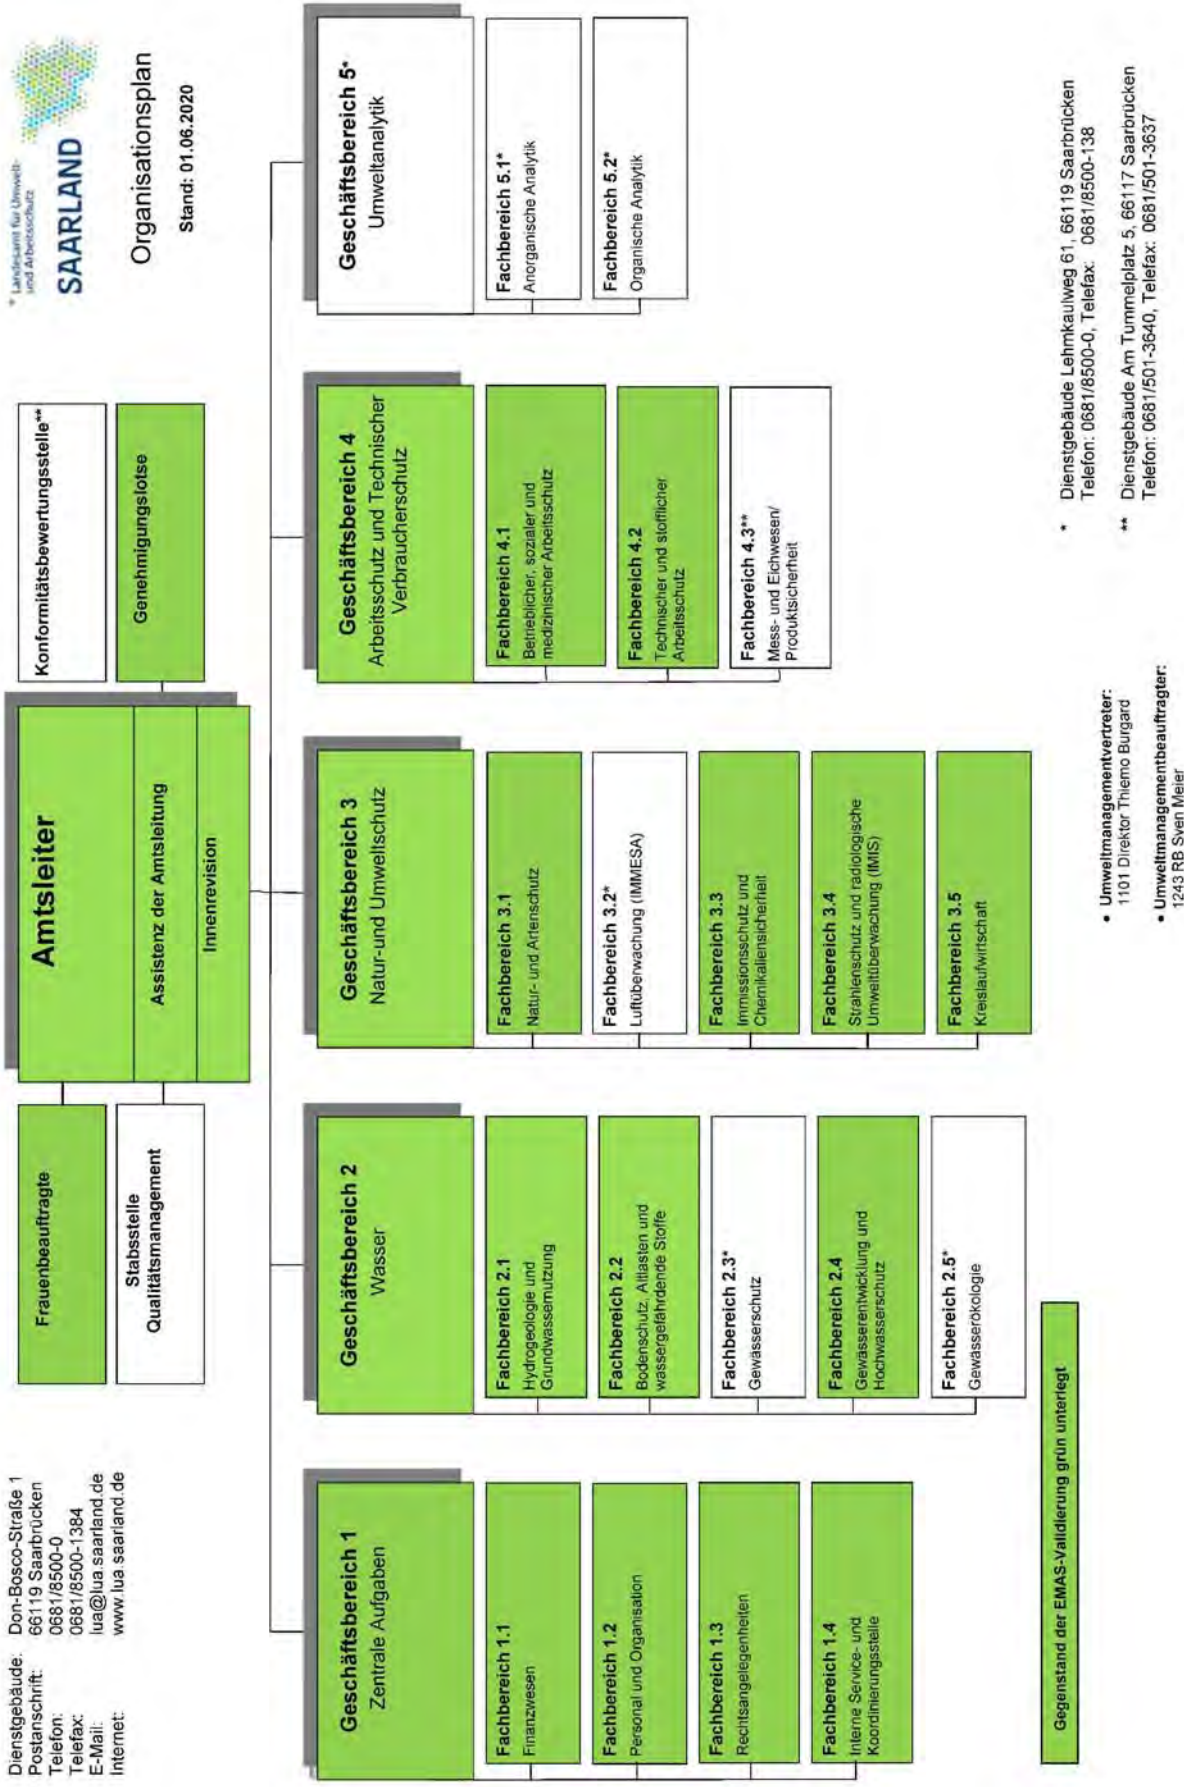 Dienstgebäude: Don-Bosco-Straße 1
Postanschrift: 66119 Saarbrücken
Telefon: 0681/8500-0
Telefax: 0681/8500-1384
E-Mail: lua@lua.saarland.de
Internet: www.lua.saarland.de
Frauenbeauftragte
Stabsstelle
Qualitätsmanagement
Amtsleiter
Assistenz der Amtsleitung
Innenrevision
Konformitätsbewertungsstelle**
Genehmigungslotse
Landesamt für Umwelt-
und Arbeitsschutz
SAARLAND
Organisationsplan
Stand: 01.06.2020
Geschäftsbereich 1
Zentrale Aufgaben
Fachbereich 1.1
Finanzwesen
Fachbereich 1.2
Personal und Organisation
Fachbereich 1.3
Rechtsangelegenheiten
Fachbereich 1.4
Interne Service- und
Koordinierungsstelle
Geschäftsbereich 2
Wasser
Fachbereich 2.1
Hydrogeologie und
Grundwassernutzung
Fachbereich 2.2
Bodenschutz, Altlasten und
wassergefährdende Stoffe
Fachbereich 2.3*
Gewässerschutz
Fachbereich 2.4
Gewässerentwicklung und
Hochwasserschutz
Fachbereich 2.5*
Gewässerökologie
Geschäftsbereich 3
Natur-und Umweltschutz
Fachbereich 3.1
Natur- und Artenschutz
Fachbereich 3.2*
Luftüberwachung (IMMESA)
Fachbereich 3.3
Immissionsschutz und
Chemikaliensicherheit
Fachbereich 3.4
Strahlenschutz und radiologische
Umweltüberwachung (IMIS)
Fachbereich 3.5
Kreislaufwirtschaft
Geschäftsbereich 4
Arbeitsschutz und Technischer
Verbraucherschutz
Fachbereich 4.1
Betrieblicher, sozialer und
medizinischer Arbeitsschutz
Fachbereich 4.2
Technischer und stofflicher
Arbeitsschutz
Fachbereich 4.3**
Mess- und Eichwesen/
Produktsicherheit
Geschäftsbereich 5*
Umweltanalytik
Fachbereich 5.1*
Anorganische Analytik
Fachbereich 5.2*
Organische Analytik
Gegenstand der EMAS-Validierung grün unterlegt
• Umweltmanagementvertreter:
1101 Direktor Thiemo Burgard
• Umweltmanagementbeauftragter:
1243 RB Sven Meier
* Dienstgebäude Lehmkaulweg 61, 66119 Saarbrücken
Telefon: 0681/8500-0, Telefax: 0681/8500-138
** Dienstgebäude Am Tummelplatz 5, 66117 Saarbrücken
Telefon: 0681/501-3640, Telefax: 0681/501-3637